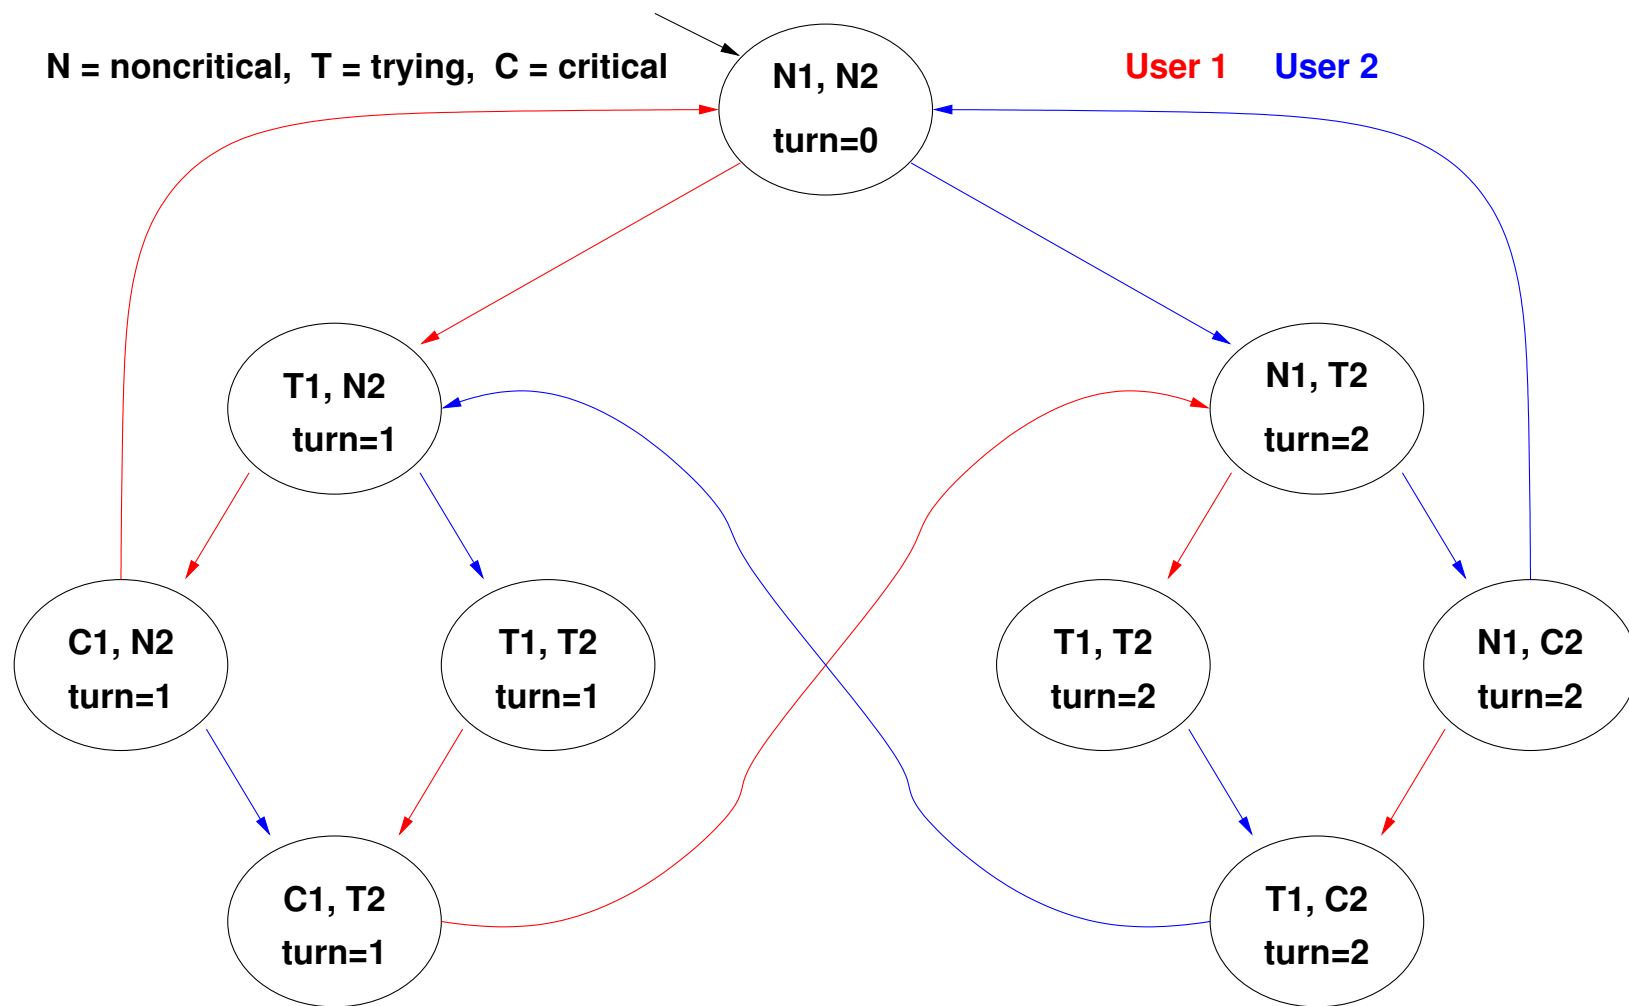 N = noncritical,  T = trying,  C = critical
User 1
User 2
N1, N2
turn=0
T1, N2
turn=1
N1, T2
turn=2
C1, N2
turn=1
T1, T2
turn=1
T1, T2
turn=2
N1, C2
turn=2
C1, T2
turn=1
T1, C2
turn=2